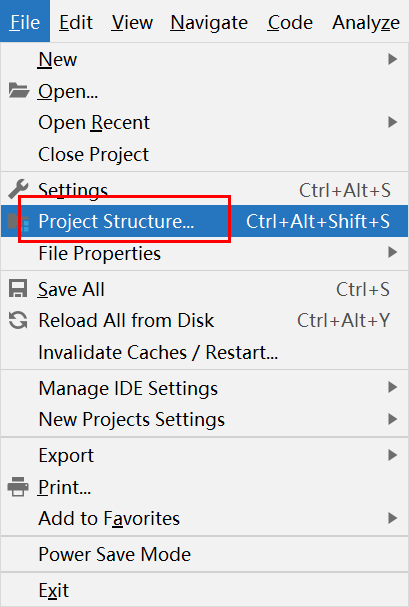 File Edit View Navigate Code Analyze
New
Open...
Open Recent
Close Project
Settings Ctrl+Alt+S
Project Structure... Ctrl+Alt+Shift+S
File Properties
Save All Ctrl+S
Reload All from Disk Ctrl+Alt+Y
Invalidate Caches / Restart...
Manage IDE Settings
New Projects Settings
Export
Print...
Add to Favorites
Power Save Mode
Exit